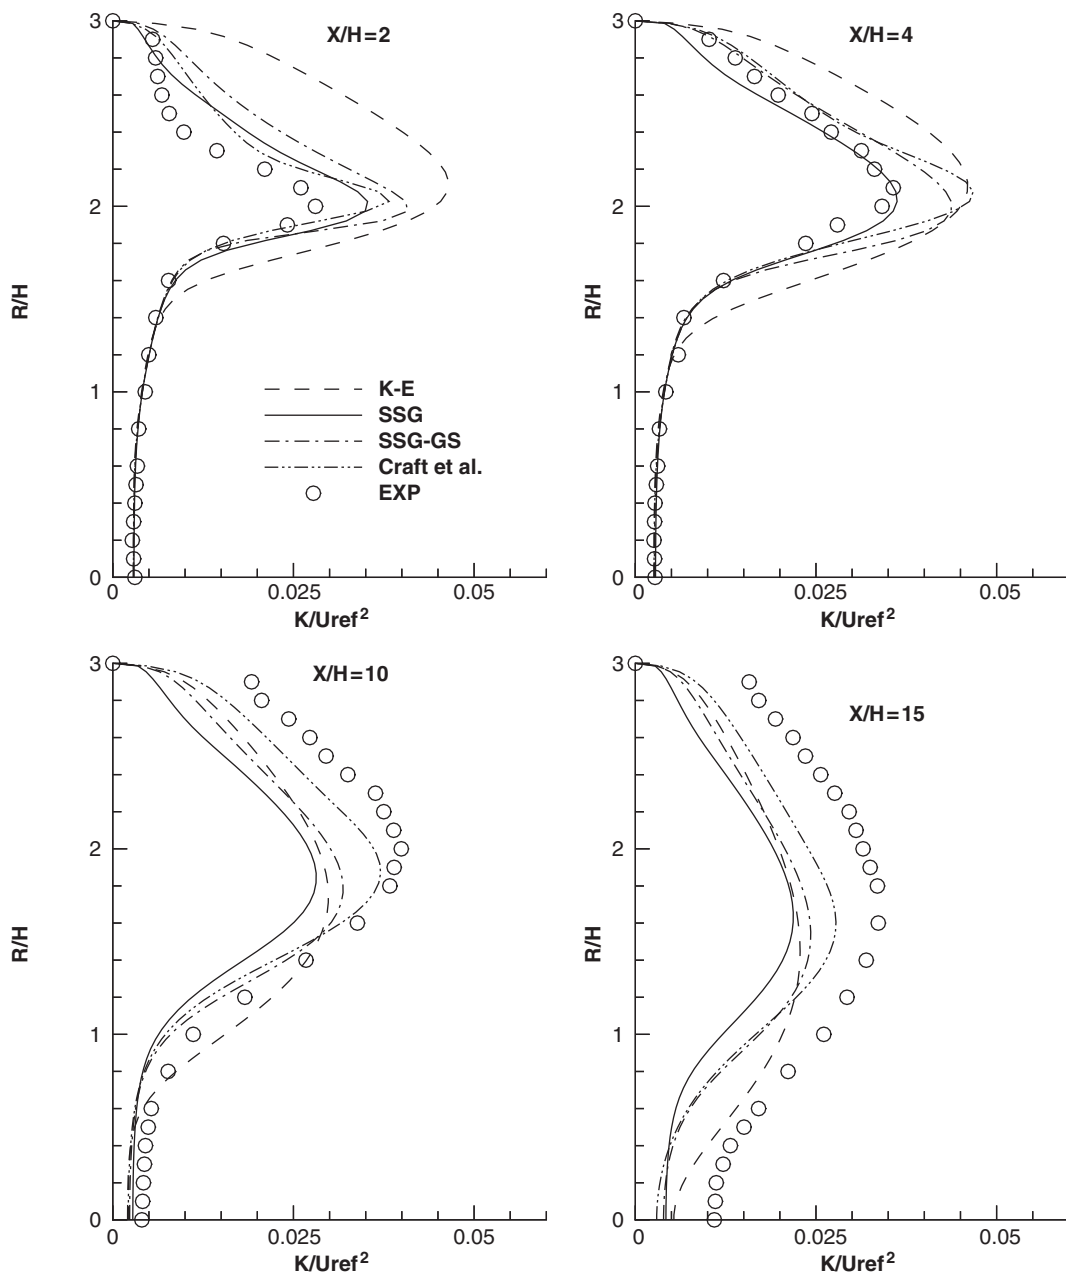 X/H=2
3
2
1
0
R/H
K-E
SSG
SSG-GS
Craft et al.
EXP
0.025
0.05
K/Uref²
X/H=4
3
2
1
0
R/H
0
0.025
0.05
K/Uref²
X/H=10
3
2
1
0
R/H
0
0.025
0.05
K/Uref²
X/H=15
3
2
1
0
R/H
0
0.025
0.05
K/Uref²